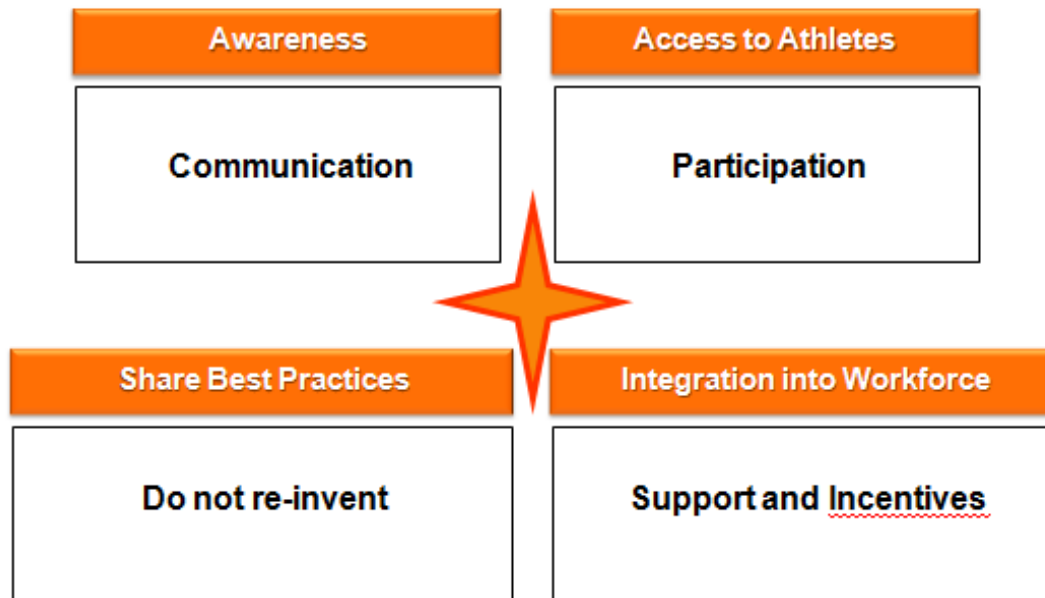 Awareness
Access to Athletes
Communication
Participation
Share Best Practices
Integration into Workforce
Do not re-invent
Support and Incentives